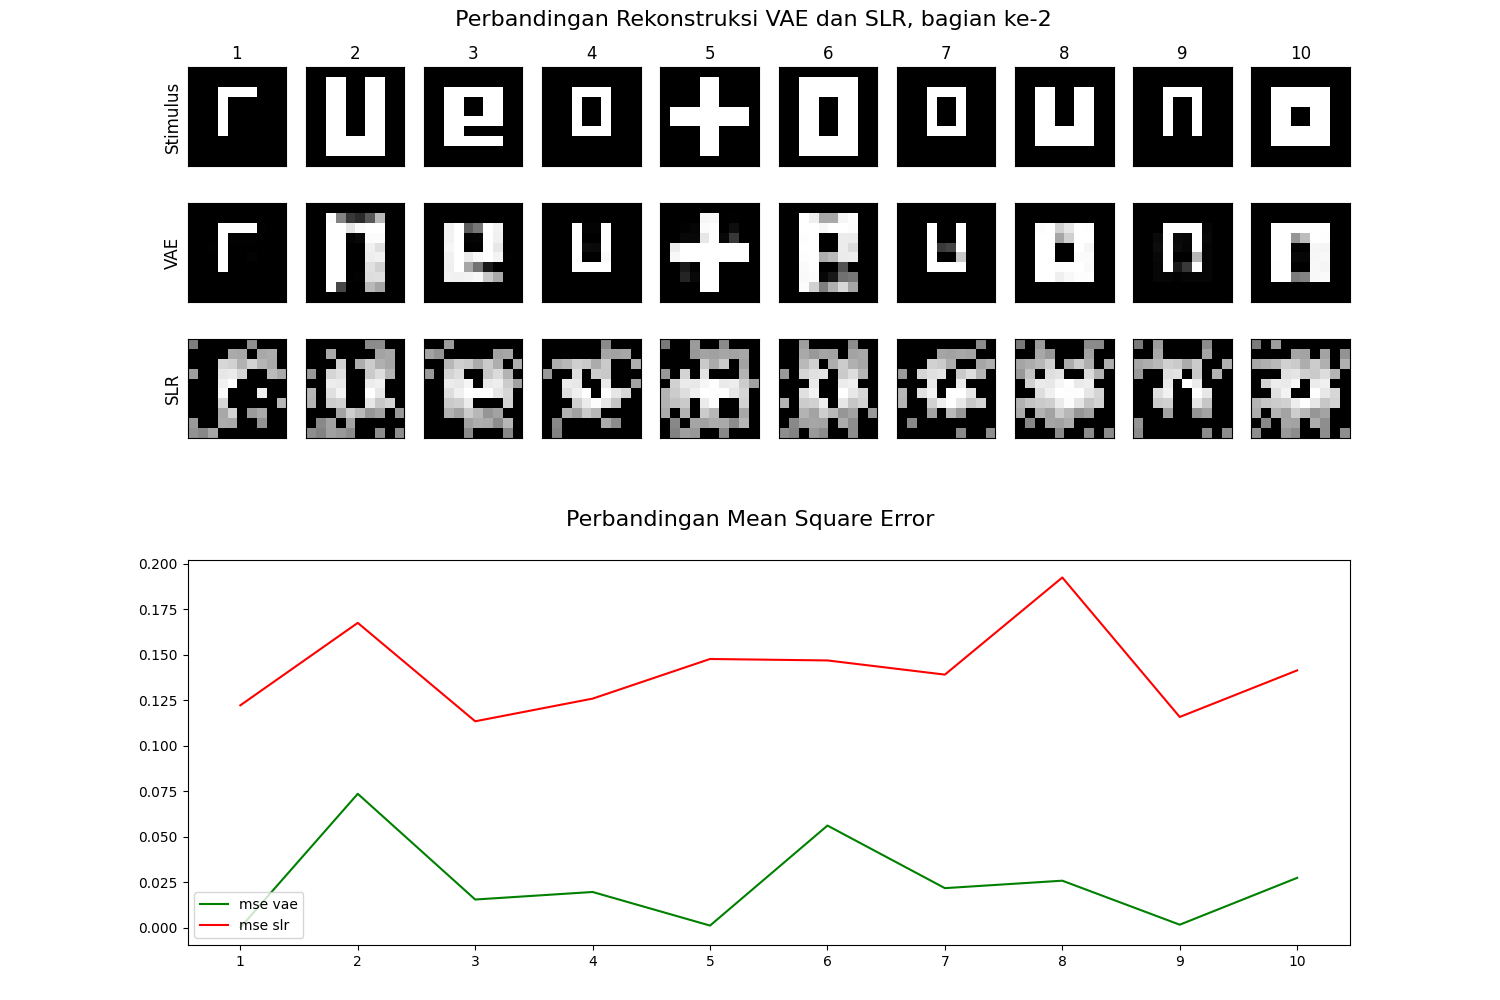 Perbandingan Rekonstruksi VAE dan SLR, bagian ke-2
1 2 3 4 5 6 7 8 9 10
Stimulus
VAE
SLR
Perbandingan Mean Square Error
0.200
0.175
0.150
0.125
0.100
0.075
0.050
0.025
0.000
mse vae
mse slr
1 2 3 4 5 6 7 8 9 10